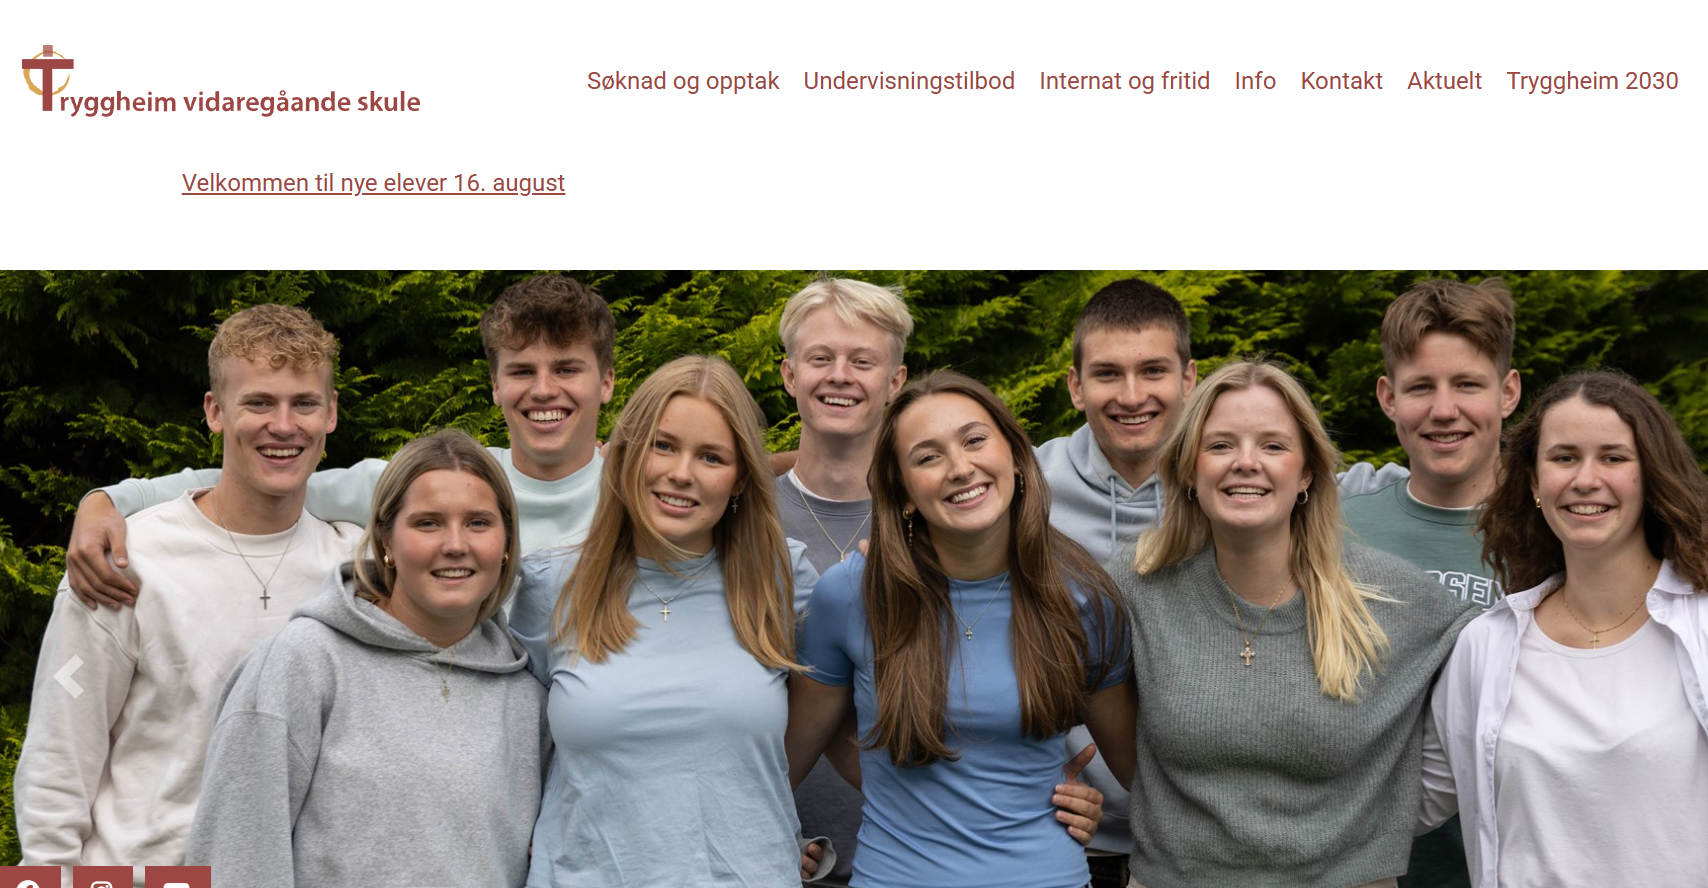 Tryggheim vidaregåande skule
Søknad og opptak Undervisningstilbod Internat og fritid Info Kontakt Aktuelt Tryggheim 2030
Velkommen til nye elever 16. august